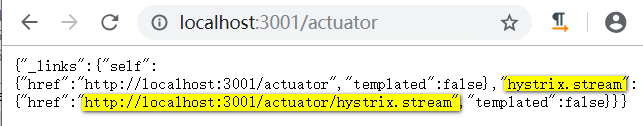 localhost:3001/actuator
{"_links":{"self":
{"href":"http://localhost:3001/actuator","templated":false},"hystrix.stream":
{"href":"http://localhost:3001/actuator/hystrix.stream","templated":false}}}